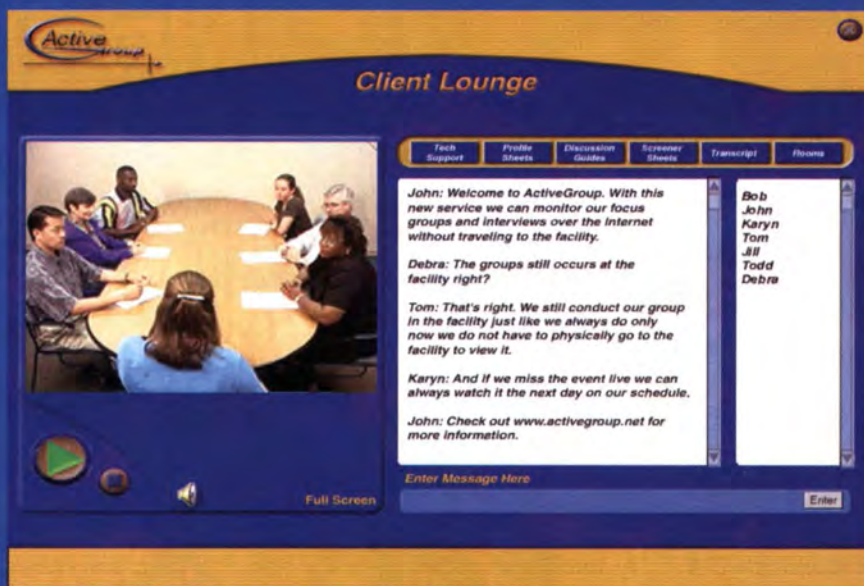 Active
Group
Client Lounge
Tech
Support
Profile
Sheets
Discussion
Guides
Screener
Sheets
Transcript
Rooms
John: Welcome to ActiveGroup. With this
new service we can monitor our focus
groups and interviews over the Internet
without traveling to the facility.
Debra: The groups still occurs at the
facility right?
Tom: That's right. We still conduct our group
in the facility just like we always do only
now we do not have to physically go to the
facility to view it.
Karyn: And if we miss the event live we can
always watch it the next day on our schedule.
John: Check out www.activegroup.net for
more information.
Bob
John
Karyn
Tom
Jill
Todd
Debra
Full Screen
Enter Message Here
Enter